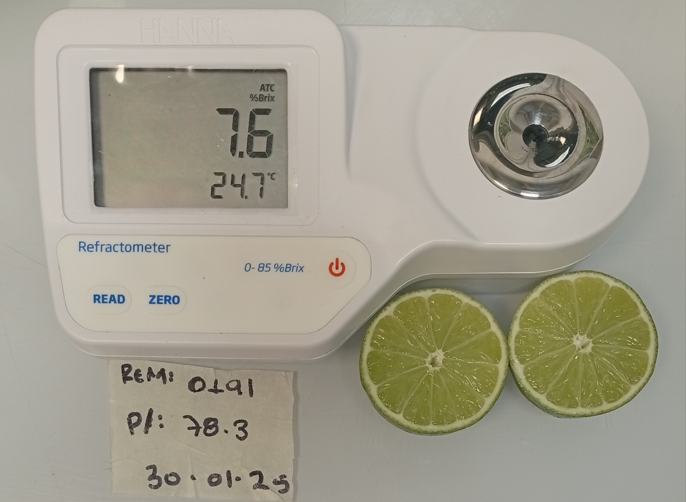 HANNA
ATC
%Brix
7.6
24.7°C
Refractometer
0- 85 %Brix
READ ZERO
REM: 0191
P/: 78.3
30.01.25